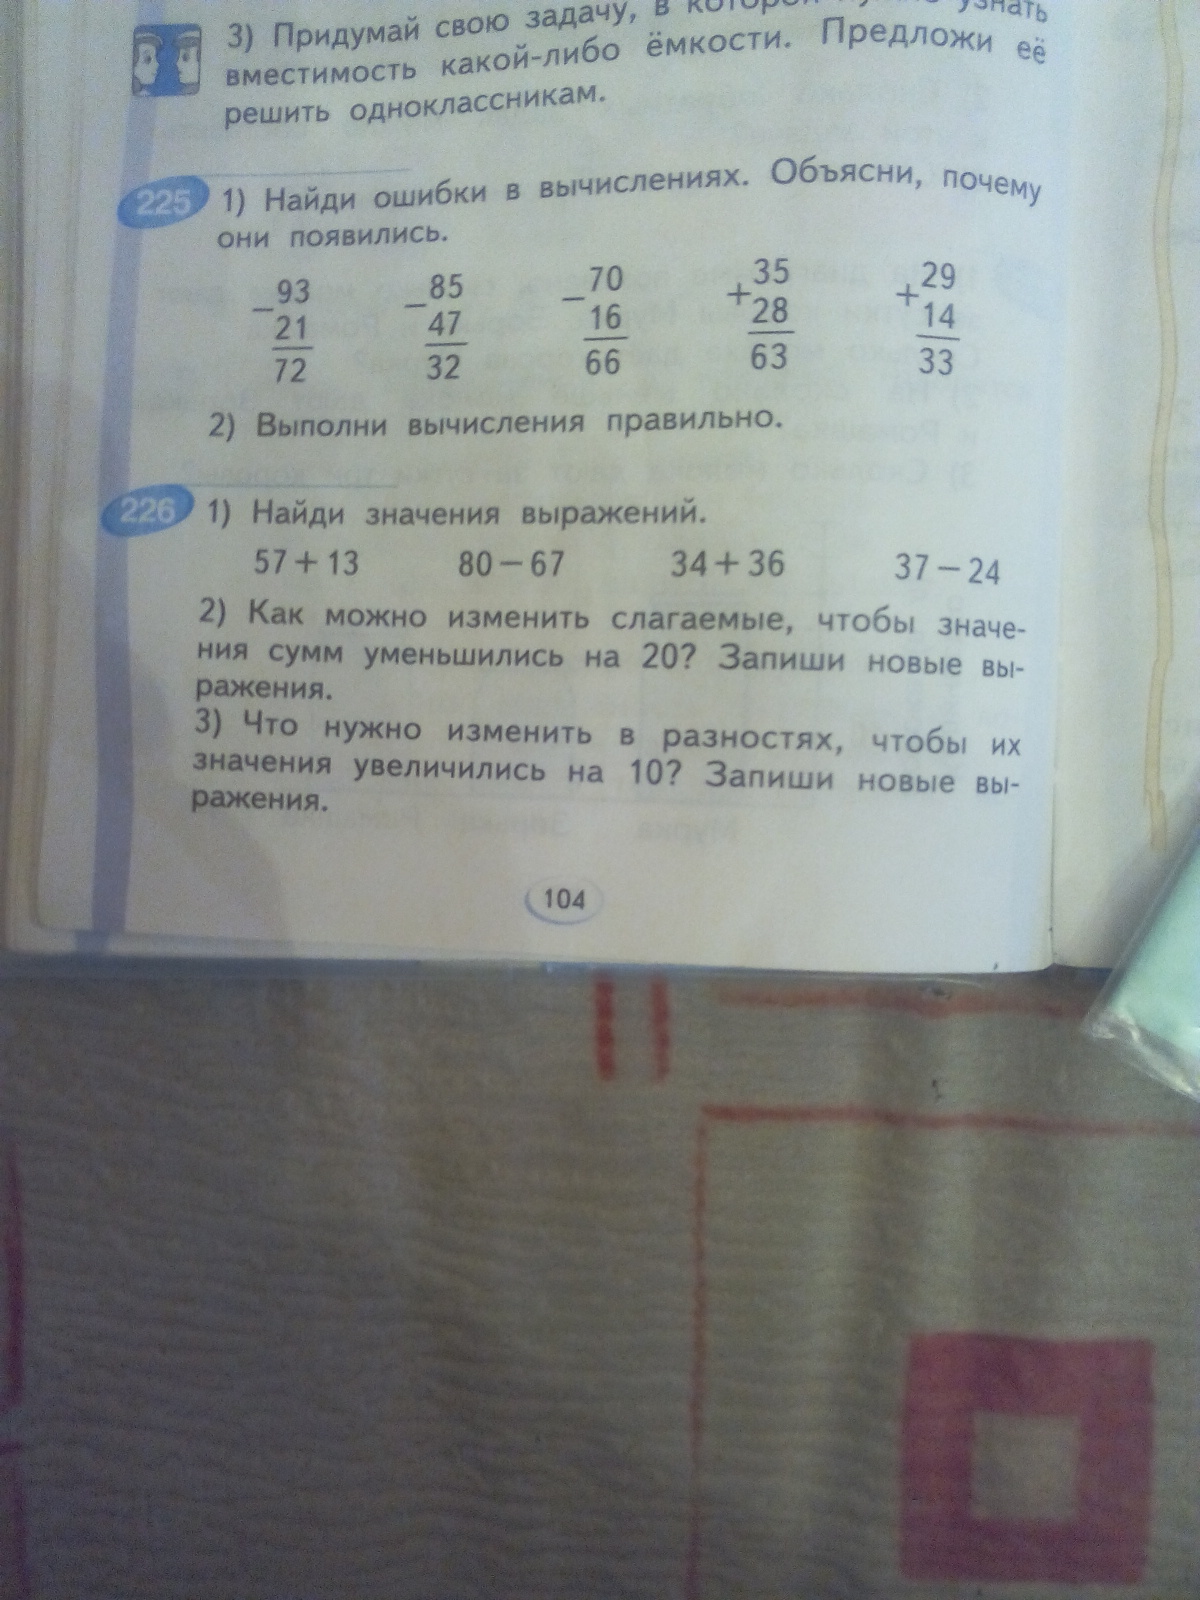 3) Придумай свою задачу, в которой нужно узнать
вместимость какой-либо ёмкости. Предложи её
решить одноклассникам.
225 1) Найди ошибки в вычислениях. Объясни, почему
они появились.
_93 _85 _70 +35 +29
21 47 16 28 14
72 32 66 63 33
2) Выполни вычисления правильно.
226 1) Найди значения выражений.
57 + 13 80 − 67 34 + 36 37 − 24
2) Как можно изменить слагаемые, чтобы значе-
ния сумм уменьшились на 20? Запиши новые вы-
ражения.
3) Что нужно изменить в разностях, чтобы их
значения увеличились на 10? Запиши новые вы-
ражения.
104